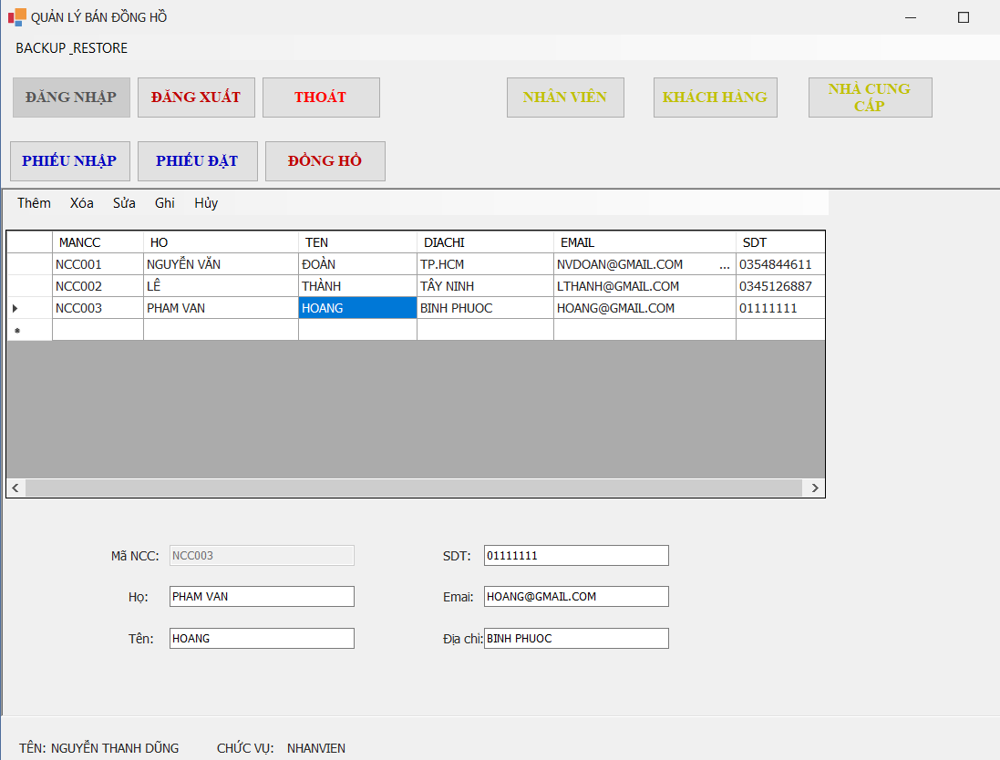 QUẢN LÝ BÁN ĐỒNG HỒ
BACKUP _RESTORE
ĐĂNG NHẬP ĐĂNG XUẤT THOÁT NHÂN VIÊN KHÁCH HÀNG NHÀ CUNG
CẤP
PHIẾU NHẬP PHIẾU ĐẶT ĐỒNG HỒ
Thêm Xóa Sửa Ghi Hủy
MANCC HO TEN DIACHI EMAIL SDT
NCC001 NGUYỄN VĂN ĐOÀN TP.HCM NVDOAN@GMAIL.COM ... 0354844611
NCC002 LÊ THÀNH TÂY NINH LTHANH@GMAIL.COM 0345126887
NCC003 PHAM VAN HOANG BINH PHUOC HOANG@GMAIL.COM 01111111
Mã NCC: NCC003 SDT: 01111111
Họ: PHAM VAN Emai: HOANG@GMAIL.COM
Tên: HOANG Địa chỉ: BINH PHUOC
TÊN: NGUYỄN THANH DŨNG CHỨC VỤ: NHANVIEN